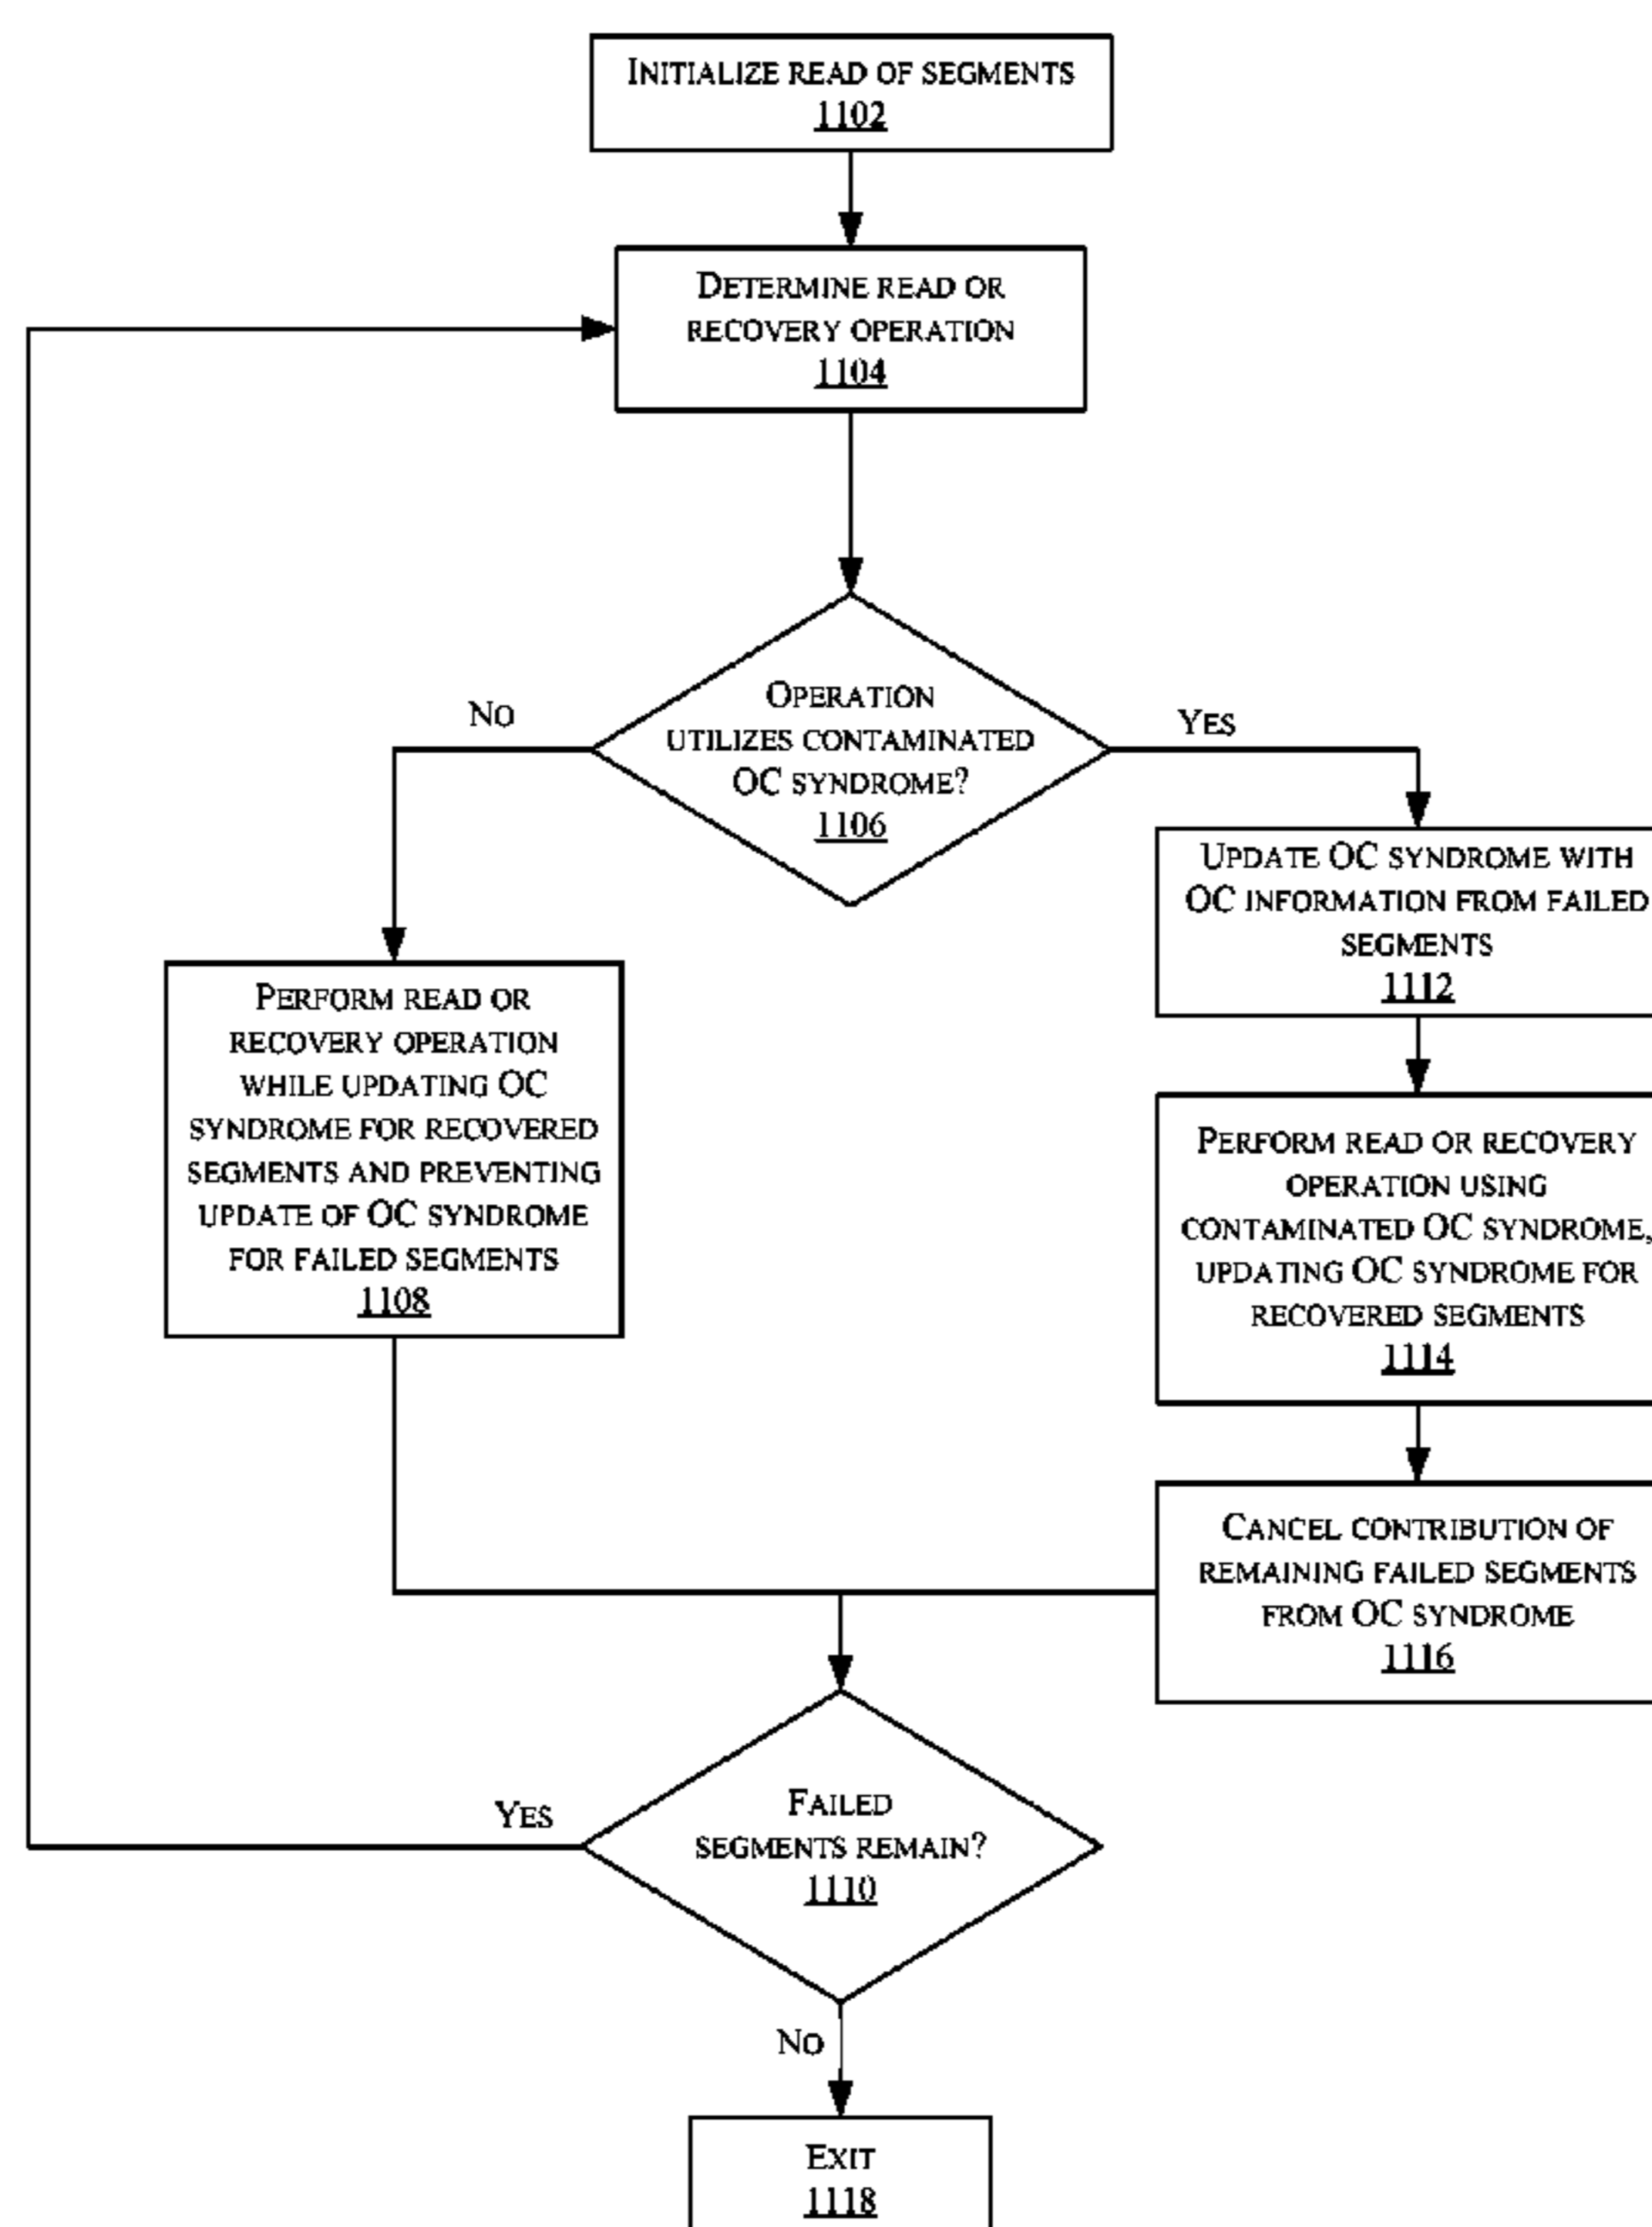 INITIALIZE READ OF SEGMENTS
1102
DETERMINE READ OR
RECOVERY OPERATION
1104
OPERATION
UTILIZES CONTAMINATED
OC SYNDROME?
1106
NO
YES
UPDATE OC SYNDROME WITH
OC INFORMATION FROM FAILED
SEGMENTS
1112
PERFORM READ OR
RECOVERY OPERATION
WHILE UPDATING OC
SYNDROME FOR RECOVERED
SEGMENTS AND PREVENTING
UPDATE OF OC SYNDROME
FOR FAILED SEGMENTS
1108
PERFORM READ OR RECOVERY
OPERATION USING
CONTAMINATED OC SYNDROME,
UPDATING OC SYNDROME FOR
RECOVERED SEGMENTS
1114
CANCEL CONTRIBUTION OF
REMAINING FAILED SEGMENTS
FROM OC SYNDROME
1116
FAILED
SEGMENTS REMAIN?
1110
YES
NO
EXIT
1118